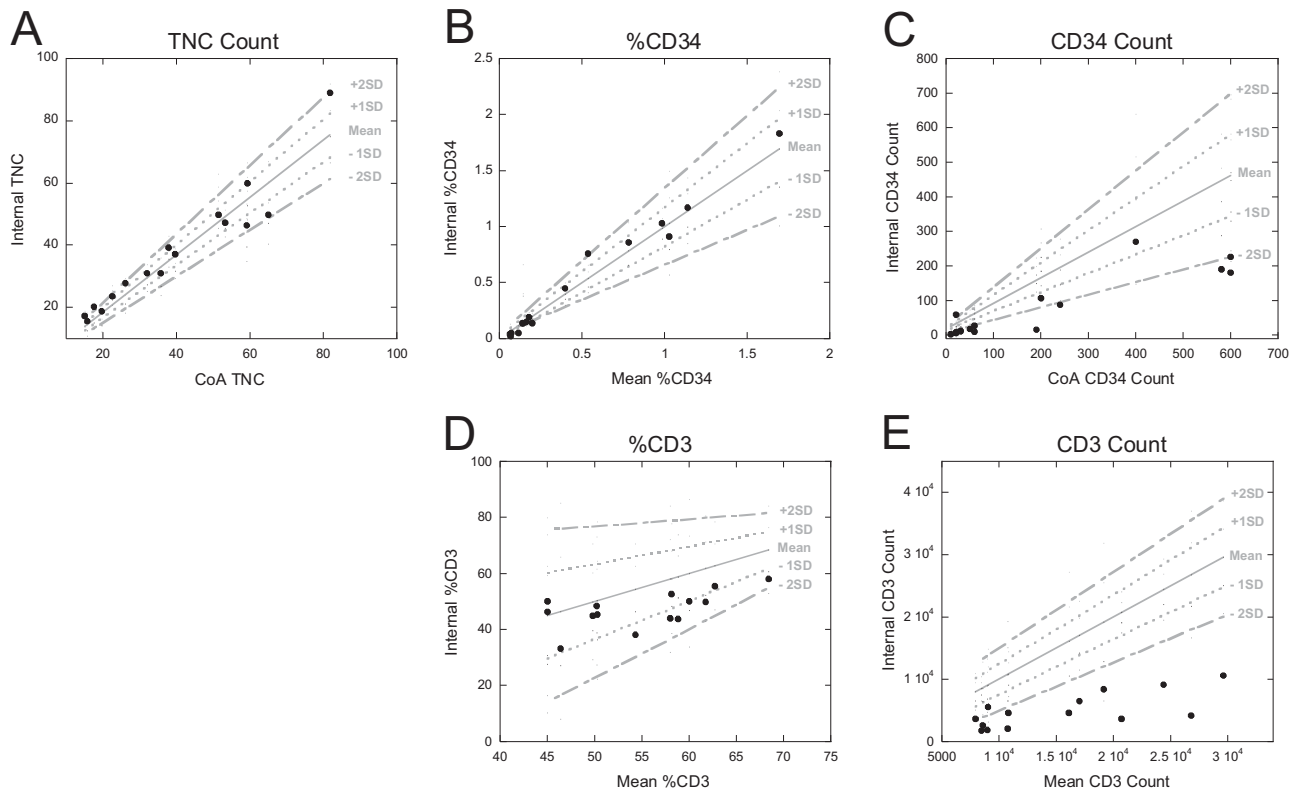 A
TNC Count
100
80
60
40
20
20
40
60
80
100
Internal TNC
CoA TNC
+2SD
+1SD
Mean
- 1SD
- 2SD
B
%CD34
2.5
2
1.5
1
0.5
0
0
0.5
1
1.5
2
Internal %CD34
Mean %CD34
+2SD
+1SD
Mean
- 1SD
- 2SD
C
CD34 Count
800
700
600
500
400
300
200
100
0
0
100
200
300
400
500
600
700
Internal CD34 Count
CoA CD34 Count
+2SD
+1SD
Mean
- 1SD
- 2SD
D
%CD3
100
80
60
40
20
0
40
45
50
55
60
65
70
75
Internal %CD3
Mean %CD3
+2SD
+1SD
Mean
- 1SD
- 2SD
E
CD3 Count
4 10⁴
3 10⁴
2 10⁴
1 10⁴
0
5000
1 10⁴
1.5 10⁴
2 10⁴
2.5 10⁴
3 10⁴
Internal CD3 Count
Mean CD3 Count
+2SD
+1SD
Mean
- 1SD
- 2SD